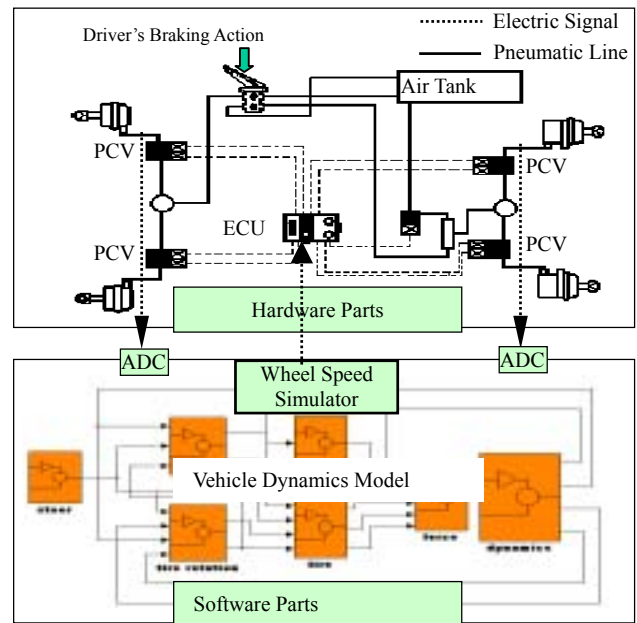 Electric Signal
Driver's Braking Action
Pneumatic Line
Air Tank
PCV
PCV
ECU
PCV
PCV
Hardware Parts
ADC
ADC
Wheel Speed
Simulator
Vehicle Dynamics Model
steer
force
dynamics
tire rotation
tire
Software Parts